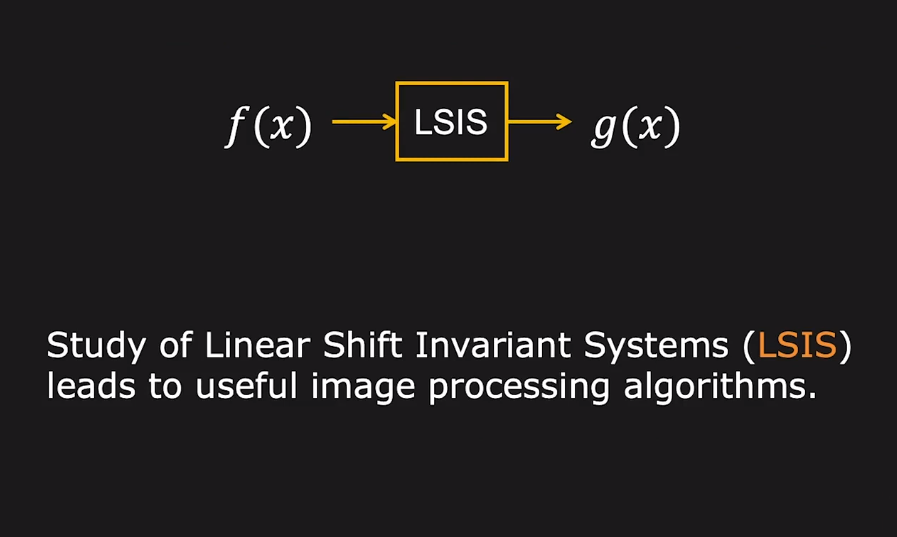 f(x) LSIS g(x)
Study of Linear Shift Invariant Systems (LSIS)
leads to useful image processing algorithms.